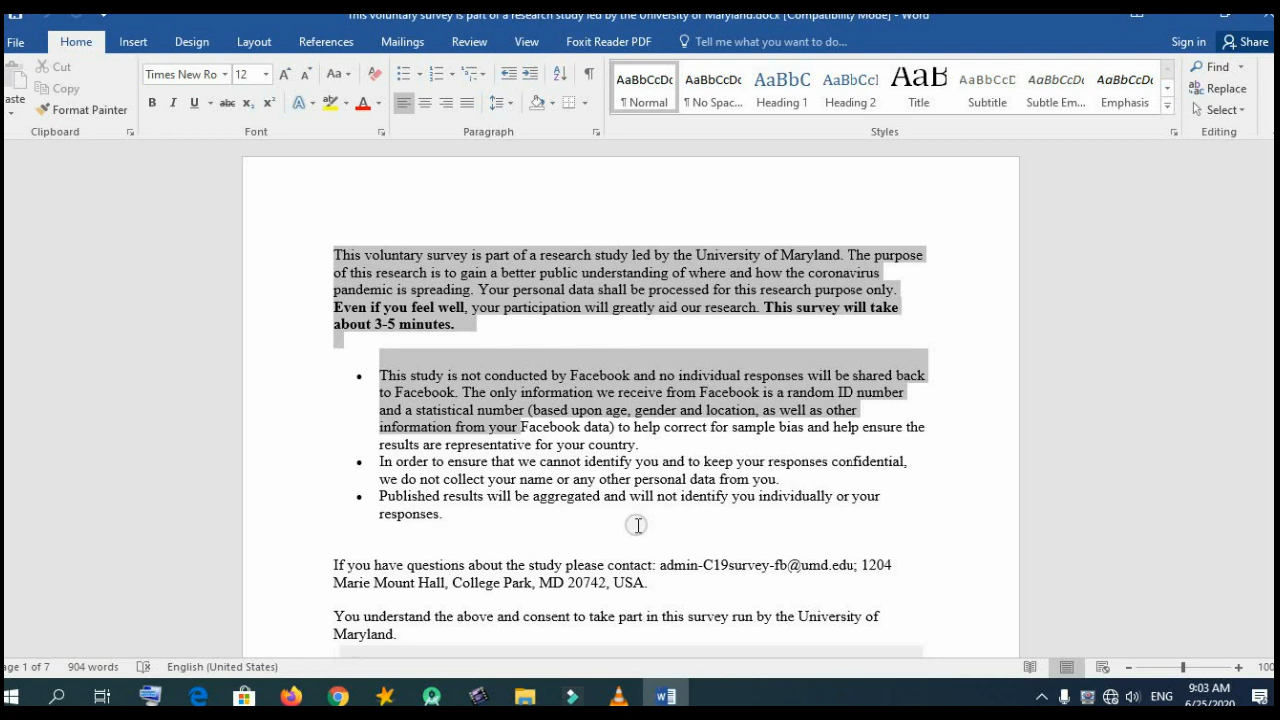 This voluntary survey is part of a research study led by the University of Maryland.docx [Compatibility Mode] - Word
File Home Insert Design Layout References Mailings Review View Foxit Reader PDF Tell me what you want to do... Sign in Share
Cut
Copy
Format Painter
Clipboard
Times New Ro 12
Font
Paragraph
AaBbCcDc AaBbCcDc AaBbC AaBbCcI AaB AaBbCcD AaBbCcDc AaBbCcDc
¶ Normal ¶ No Spac... Heading 1 Heading 2 Title Subtitle Subtle Em... Emphasis
Styles
Find
Replace
Select
Editing
This voluntary survey is part of a research study led by the University of Maryland. The purpose
of this research is to gain a better public understanding of where and how the coronavirus
pandemic is spreading. Your personal data shall be processed for this research purpose only.
Even if you feel well, your participation will greatly aid our research. This survey will take
about 3-5 minutes.
• This study is not conducted by Facebook and no individual responses will be shared back
to Facebook. The only information we receive from Facebook is a random ID number
and a statistical number (based upon age, gender and location, as well as other
information from your Facebook data) to help correct for sample bias and help ensure the
results are representative for your country.
• In order to ensure that we cannot identify you and to keep your responses confidential,
we do not collect your name or any other personal data from you.
• Published results will be aggregated and will not identify you individually or your
responses.
If you have questions about the study please contact: admin-C19survey-fb@umd.edu; 1204
Marie Mount Hall, College Park, MD 20742, USA.
You understand the above and consent to take part in this survey run by the University of
Maryland.
age 1 of 7 904 words English (United States) 100
ENG 9:03 AM
6/25/2020